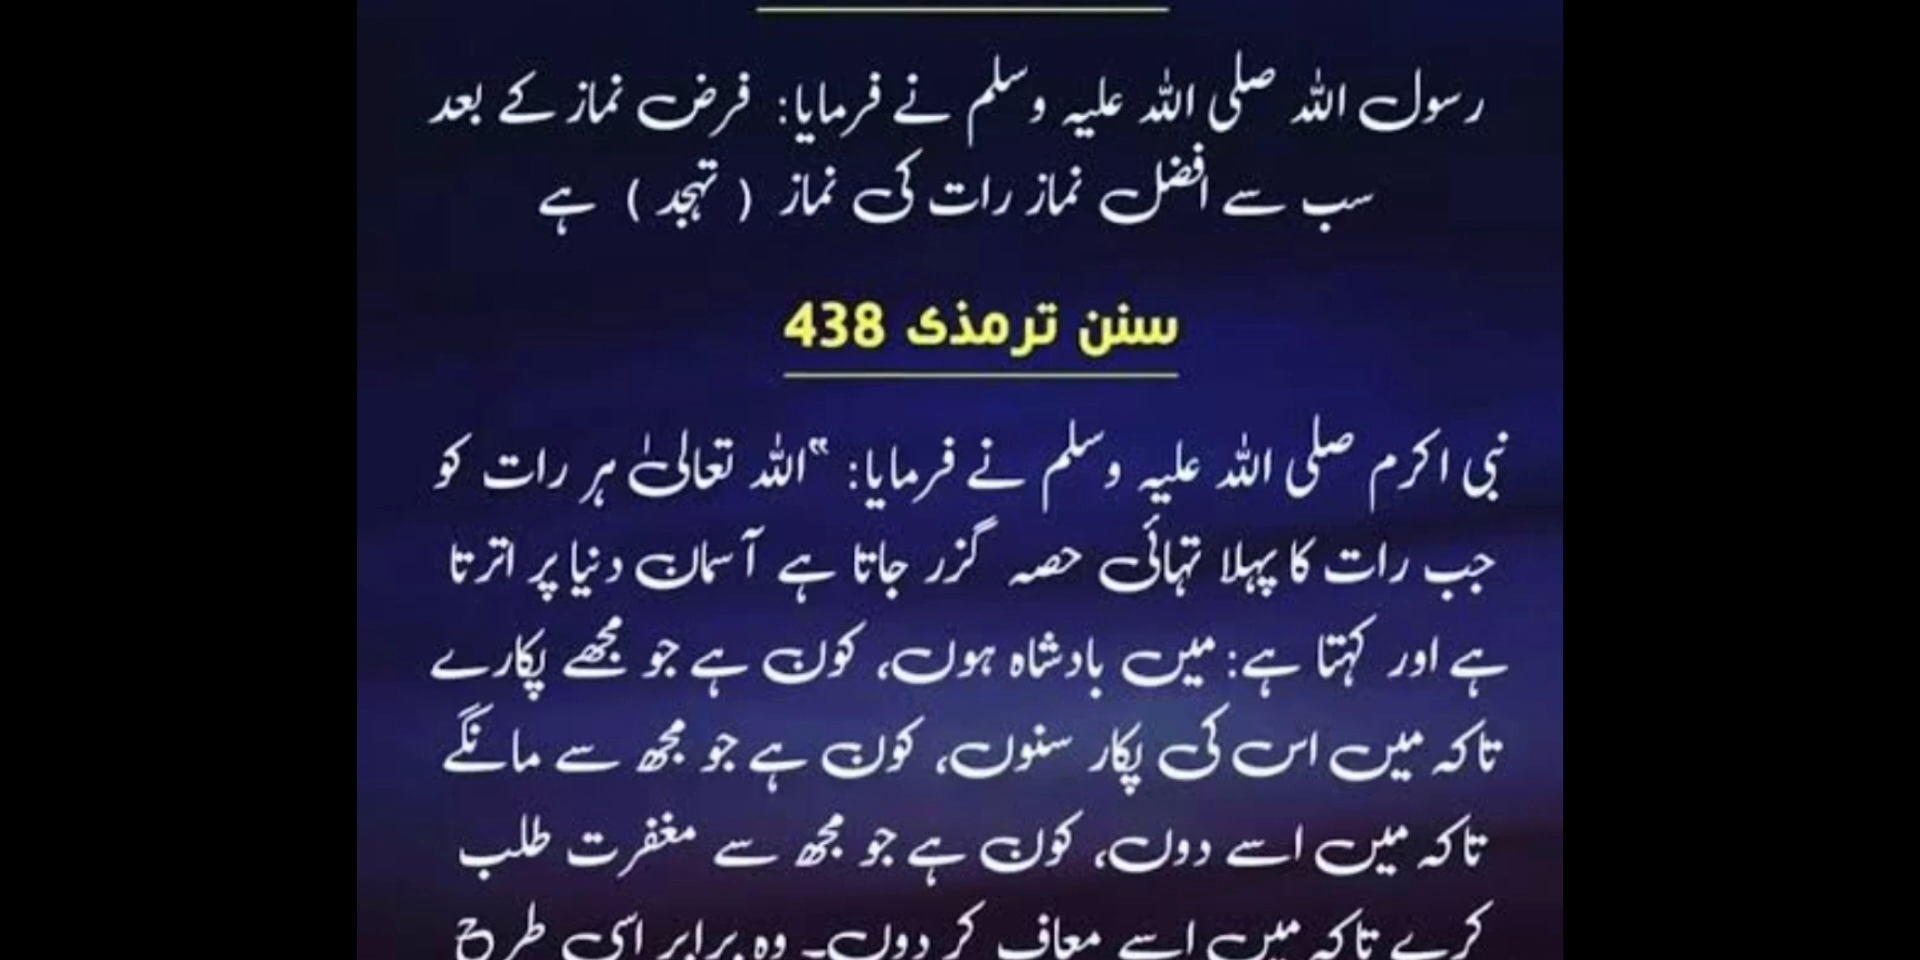 رسول اللہ صلی اللہ علیہ وسلم نے فرمایا: فرض نماز کے بعد
سب سے افضل نماز رات کی نماز ( تہجد ) ہے
سنن ترمذی 438
نبی اکرم صلی اللہ علیہ وسلم نے فرمایا: “اللہ تعالیٰ ہر رات کو
جب رات کا پہلا تہائی حصہ گزر جاتا ہے آسمان دنیا پر اترتا
ہے اور کہتا ہے: میں بادشاہ ہوں، کون ہے جو مجھے پکارے
تاکہ میں اس کی پکار سنوں، کون ہے جو مجھ سے مانگے
تاکہ میں اسے دوں، کون ہے جو مجھ سے مغفرت طلب
کرے تاکہ میں اسے معاف کر دوں۔ وہ برابر اسی طرح